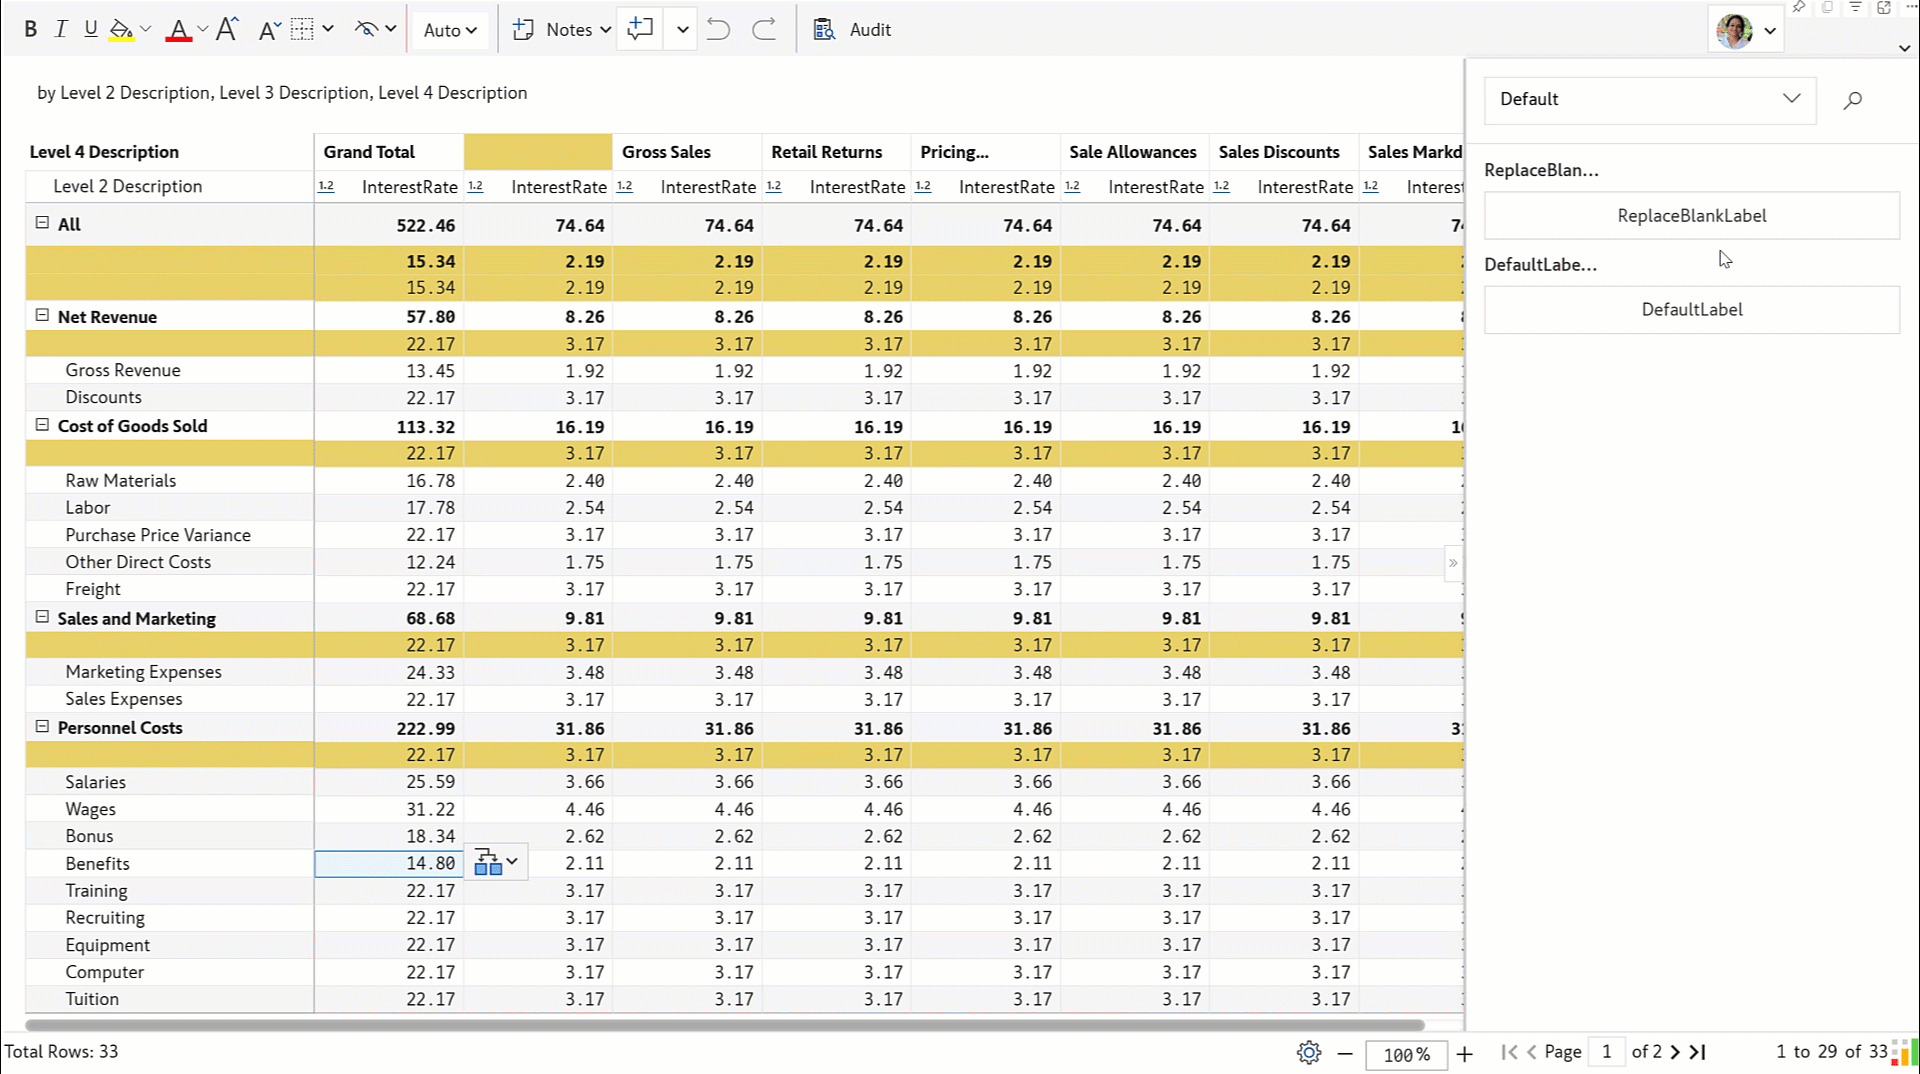 B I U A A A Auto Notes Audit
by Level 2 Description, Level 3 Description, Level 4 Description
Default
Level 4 Description Grand Total Gross Sales Retail Returns Pricing... Sale Allowances Sales Discounts Sales Markd
ReplaceBlan...
Level 2 Description 1.2 InterestRate 1.2 InterestRate 1.2 InterestRate 1.2 InterestRate 1.2 InterestRate 1.2 InterestRate 1.2 InterestRate 1.2 Interest
ReplaceBlankLabel
All 522.46 74.64 74.64 74.64 74.64 74.64 74.64
15.34 2.19 2.19 2.19 2.19 2.19 2.19
DefaultLabe...
15.34 2.19 2.19 2.19 2.19 2.19 2.19
DefaultLabel
Net Revenue 57.80 8.26 8.26 8.26 8.26 8.26 8.26
22.17 3.17 3.17 3.17 3.17 3.17 3.17
Gross Revenue 13.45 1.92 1.92 1.92 1.92 1.92 1.92
Discounts 22.17 3.17 3.17 3.17 3.17 3.17 3.17
Cost of Goods Sold 113.32 16.19 16.19 16.19 16.19 16.19 16.19
22.17 3.17 3.17 3.17 3.17 3.17 3.17
Raw Materials 16.78 2.40 2.40 2.40 2.40 2.40 2.40
Labor 17.78 2.54 2.54 2.54 2.54 2.54 2.54
Purchase Price Variance 22.17 3.17 3.17 3.17 3.17 3.17 3.17
Other Direct Costs 12.24 1.75 1.75 1.75 1.75 1.75 1.75
Freight 22.17 3.17 3.17 3.17 3.17 3.17 3.17
Sales and Marketing 68.68 9.81 9.81 9.81 9.81 9.81 9.81
22.17 3.17 3.17 3.17 3.17 3.17 3.17
Marketing Expenses 24.33 3.48 3.48 3.48 3.48 3.48 3.48
Sales Expenses 22.17 3.17 3.17 3.17 3.17 3.17 3.17
Personnel Costs 222.99 31.86 31.86 31.86 31.86 31.86 31.86
22.17 3.17 3.17 3.17 3.17 3.17 3.17
Salaries 25.59 3.66 3.66 3.66 3.66 3.66 3.66
Wages 31.22 4.46 4.46 4.46 4.46 4.46 4.46
Bonus 18.34 2.62 2.62 2.62 2.62 2.62 2.62
Benefits 14.80 2.11 2.11 2.11 2.11 2.11 2.11
Training 22.17 3.17 3.17 3.17 3.17 3.17 3.17
Recruiting 22.17 3.17 3.17 3.17 3.17 3.17 3.17
Equipment 22.17 3.17 3.17 3.17 3.17 3.17 3.17
Computer 22.17 3.17 3.17 3.17 3.17 3.17 3.17
Tuition 22.17 3.17 3.17 3.17 3.17 3.17 3.17
Total Rows: 33 100% Page 1 of 2 1 to 29 of 33